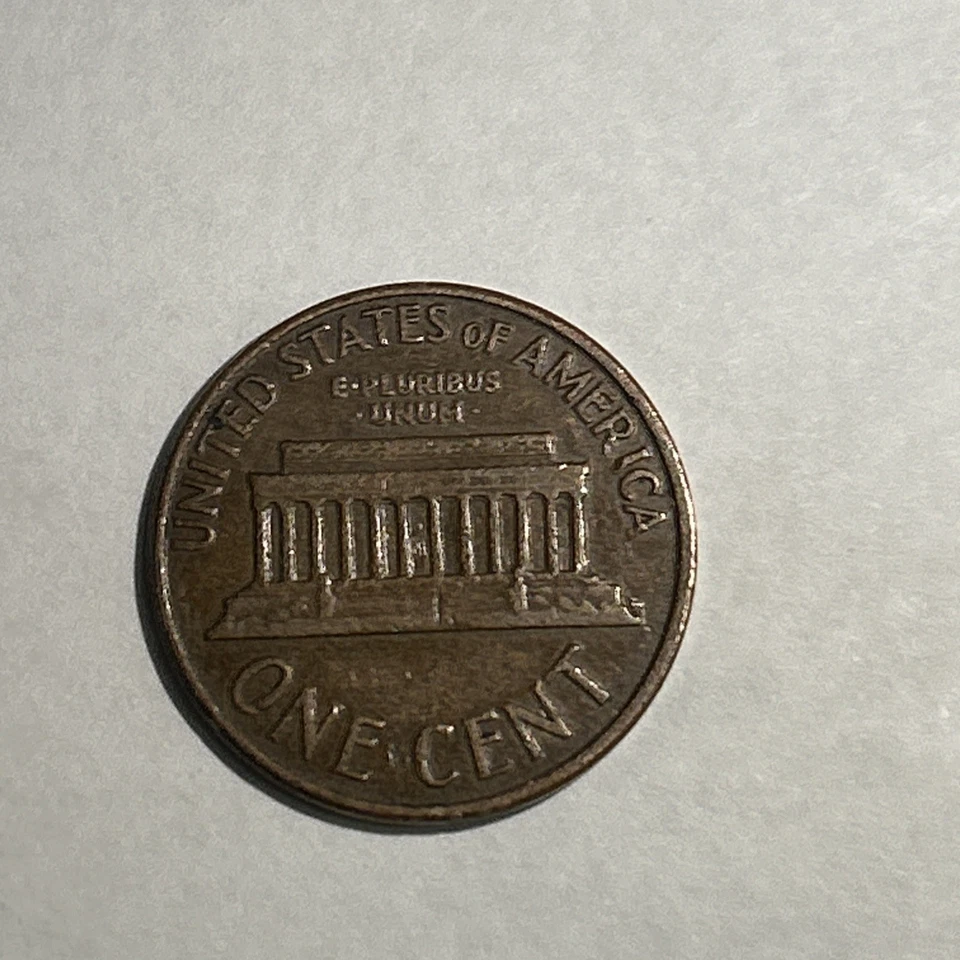 UNITED STATES OF AMERICA
E·PLURIBUS
·UNUM·
ONE CENT